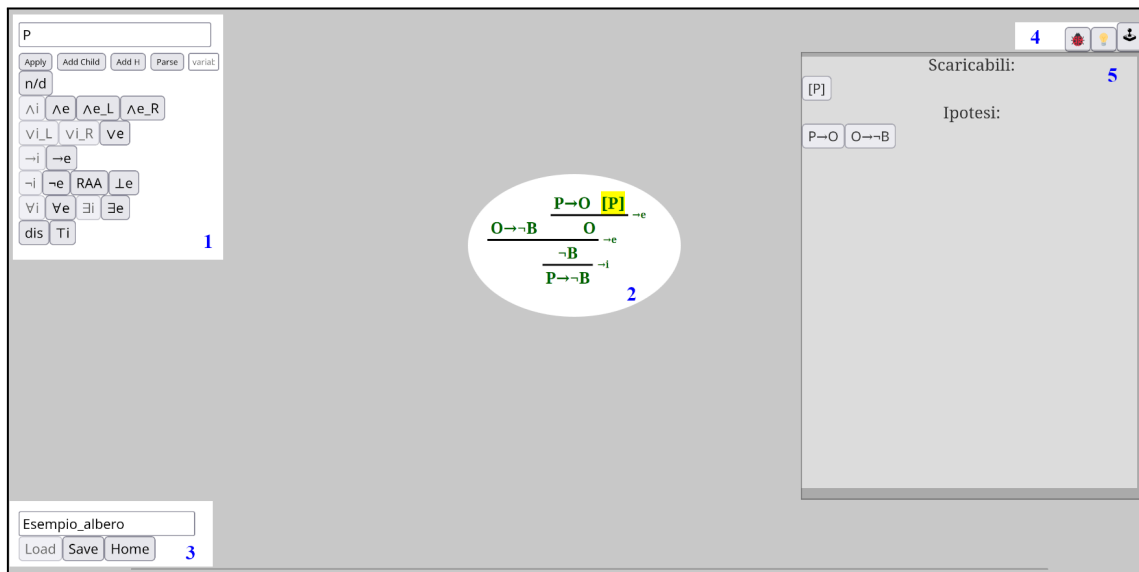 P
Apply Add Child Add H Parse variat
n/d
∧i ∧e ∧e_L ∧e_R
∨i_L ∨i_R ∨e
→i →e
¬i ¬e RAA ⊥e
∀i ∀e ∃i ∃e
dis ⊤i
1
P→O [P]
→e
O→¬B O
→e
¬B
→i
P→¬B
2
Esempio_albero
Load Save Home
3
4
Scaricabili:
5
[P]
Ipotesi:
P→O O→¬B